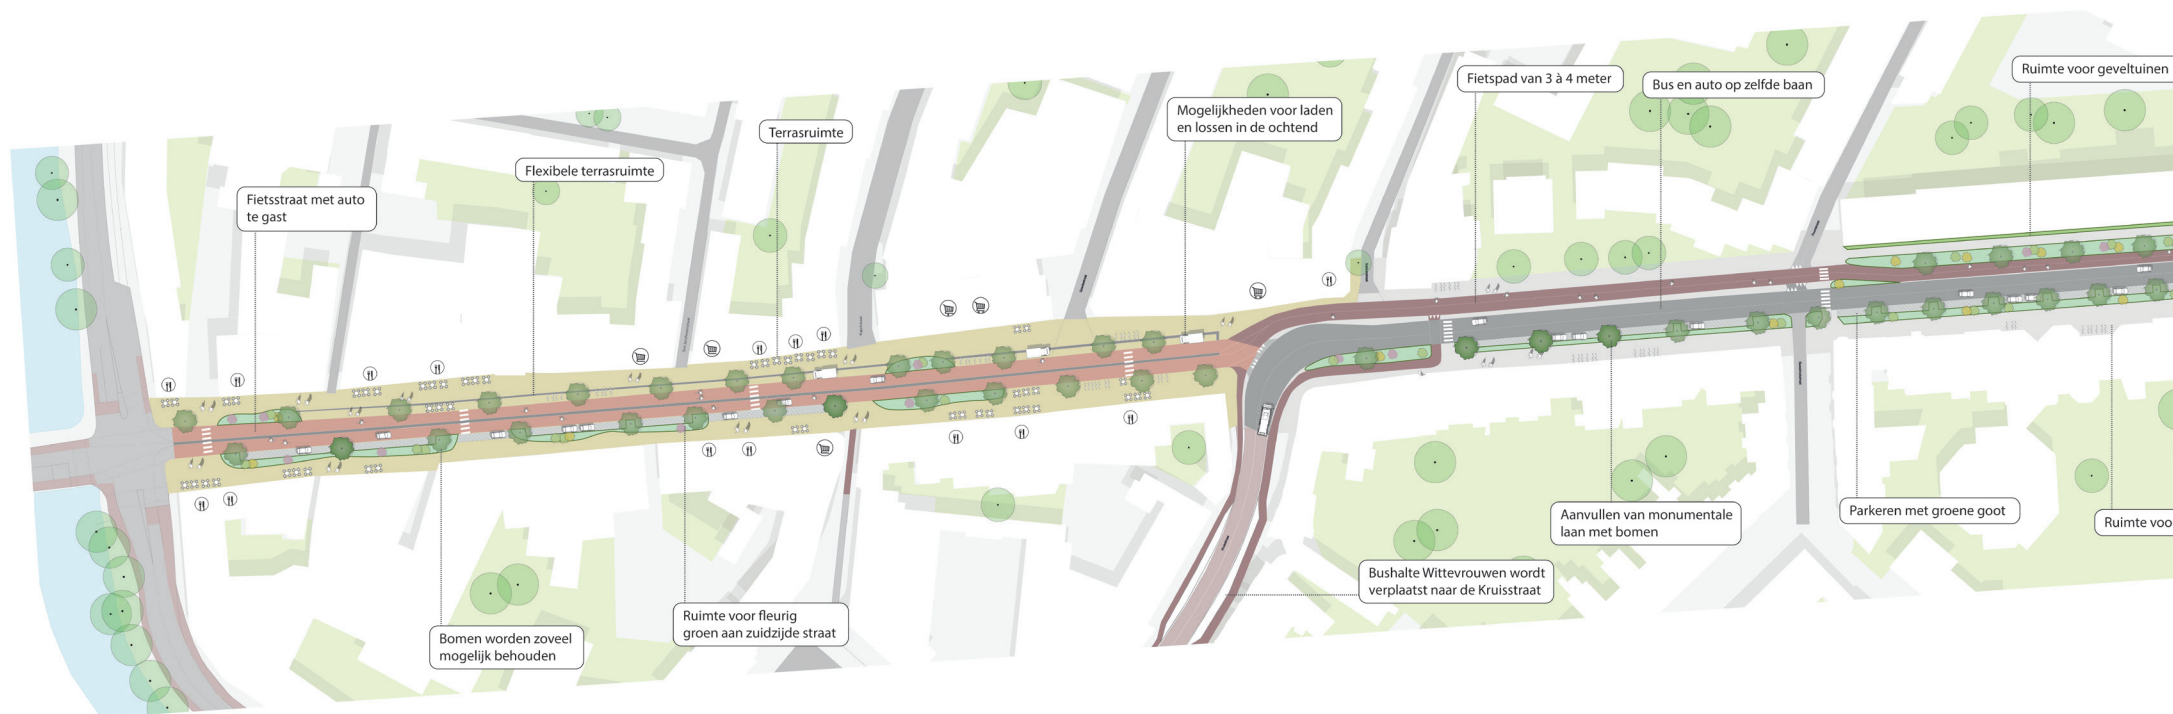 Ruimte voor geveltuinen
Fietspad van 3 à 4 meter
Bus en auto op zelfde baan
Mogelijkheden voor laden
en lossen in de ochtend
Terrasruimte
Flexibele terrasruimte
Fietsstraat met auto
te gast
Parkeren met groene goot
Ruimte voo
Aanvullen van monumentale
laan met bomen
Bushalte Wittevrouwen wordt
verplaatst naar de Kruisstraat
Ruimte voor fleurig
groen aan zuidzijde straat
Bomen worden zoveel
mogelijk behouden